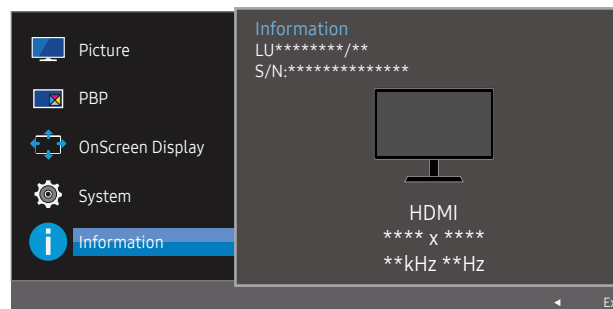 Picture
PBP
OnScreen Display
System
Information
Information
LU********/**
S/N:**************
HDMI
**** x ****
**kHz **Hz